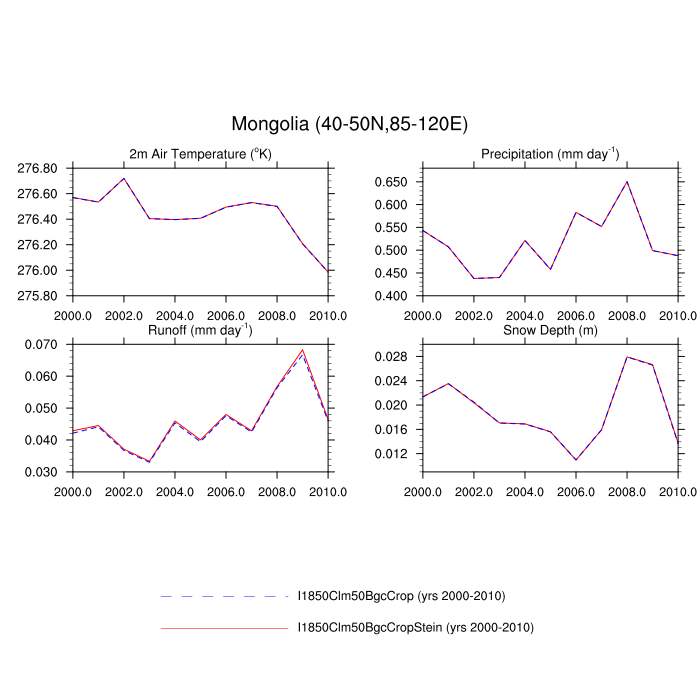 Mongolia (40-50N,85-120E)
2m Air Temperature (°K)
276.80
276.60
276.40
276.20
276.00
275.80
2000.0 2002.0 2004.0 2006.0 2008.0 2010.0
Precipitation (mm day⁻¹)
0.650
0.600
0.550
0.500
0.450
0.400
2000.0 2002.0 2004.0 2006.0 2008.0 2010.0
Runoff (mm day⁻¹)
0.070
0.060
0.050
0.040
0.030
2000.0 2002.0 2004.0 2006.0 2008.0 2010.0
Snow Depth (m)
0.028
0.024
0.020
0.016
0.012
2000.0 2002.0 2004.0 2006.0 2008.0 2010.0
I1850Clm50BgcCrop (yrs 2000-2010)
I1850Clm50BgcCropStein (yrs 2000-2010)